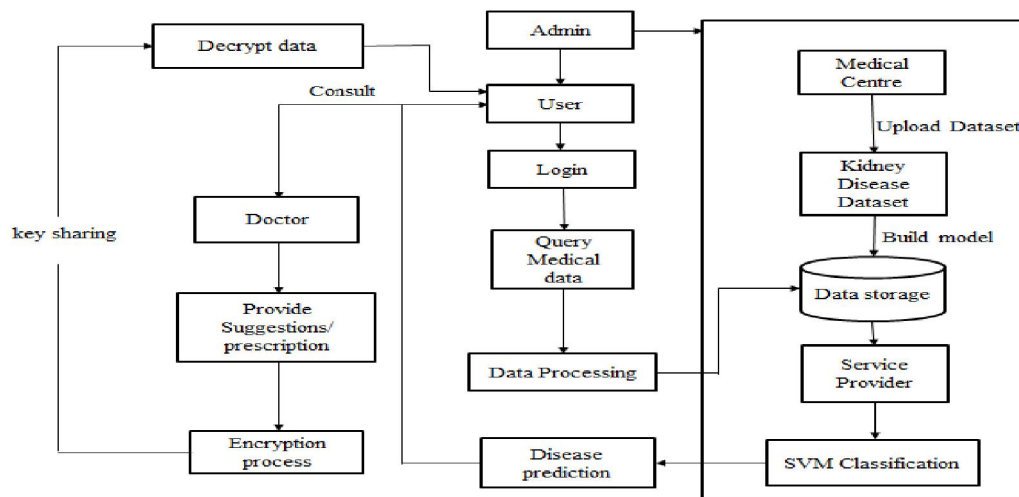 Admin
Decrypt data
Medical
Centre
Consult
User
Upload Dataset
Login
Kidney
Disease
Dataset
Doctor
key sharing
Query
Medical
data
Build model
Data storage
Provide
Suggestions/
prescription
Data Processing
Service
Provider
Encryption
process
Disease
prediction
SVM Classification